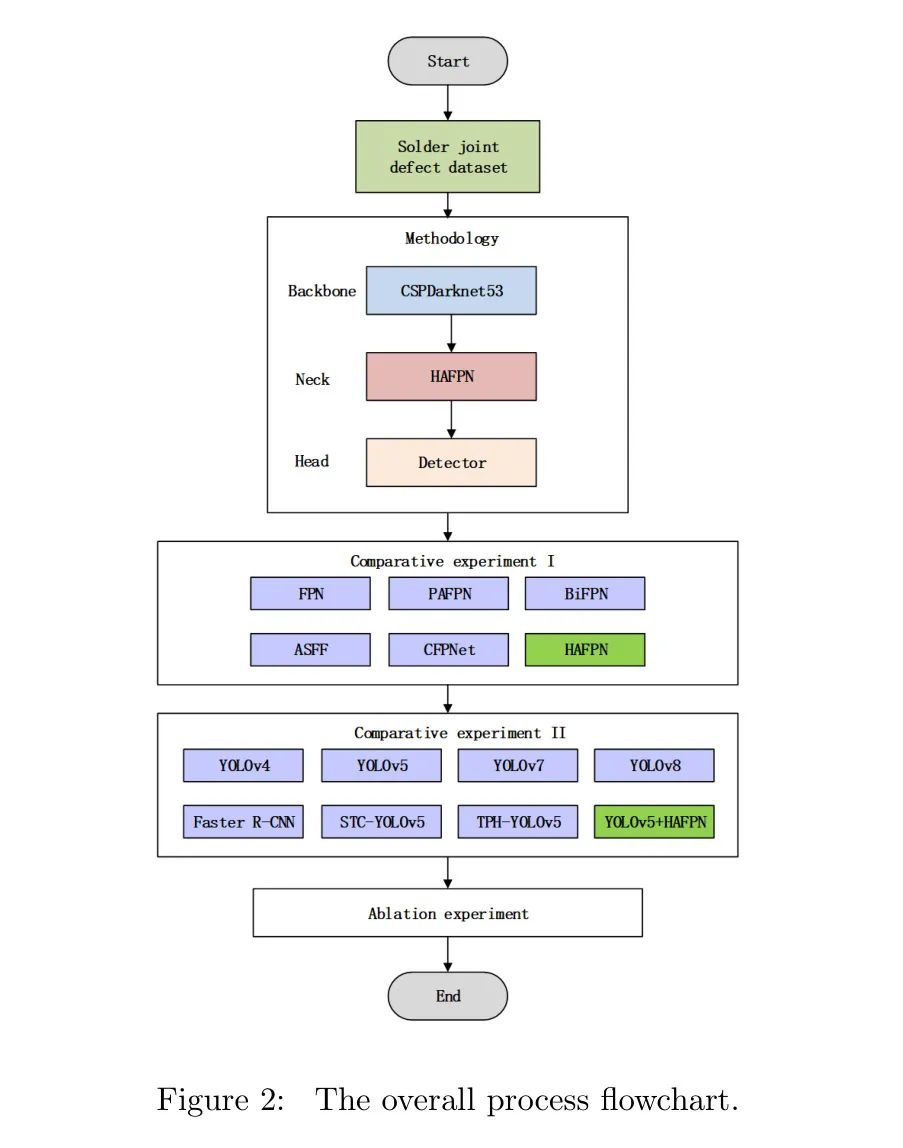 Start
Solder joint
defect dataset
Methodology
Backbone
CSPDarknet53
Neck
HAFPN
Head
Detector
Comparative experiment I
FPN
PAFPN
BiFPN
ASFF
CFPNet
HAFPN
Comparative experiment II
YOLOv4
YOLOv5
YOLOv7
YOLOv8
Faster R-CNN
STC-YOLOv5
TPH-YOLOv5
YOLOv5+HAFPN
Ablation experiment
End
Figure 2: The overall process flowchart.